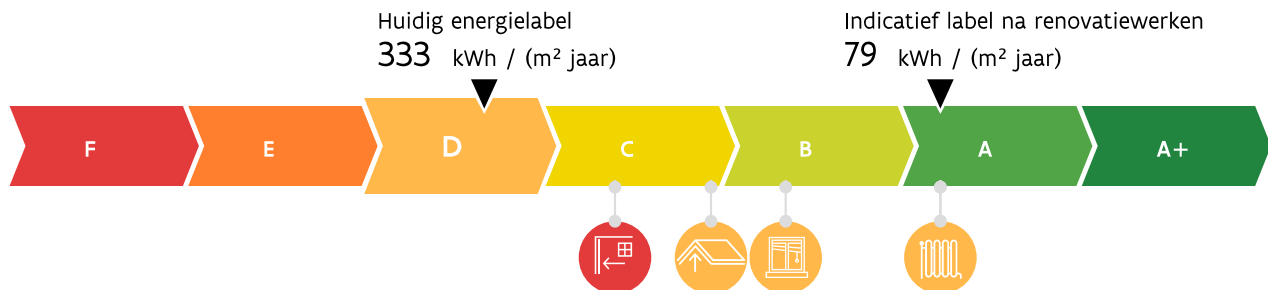 Huidig energielabel
333 kWh / (m² jaar)
Indicatief label na renovatiewerken
79 kWh / (m² jaar)
F E D C B A A+